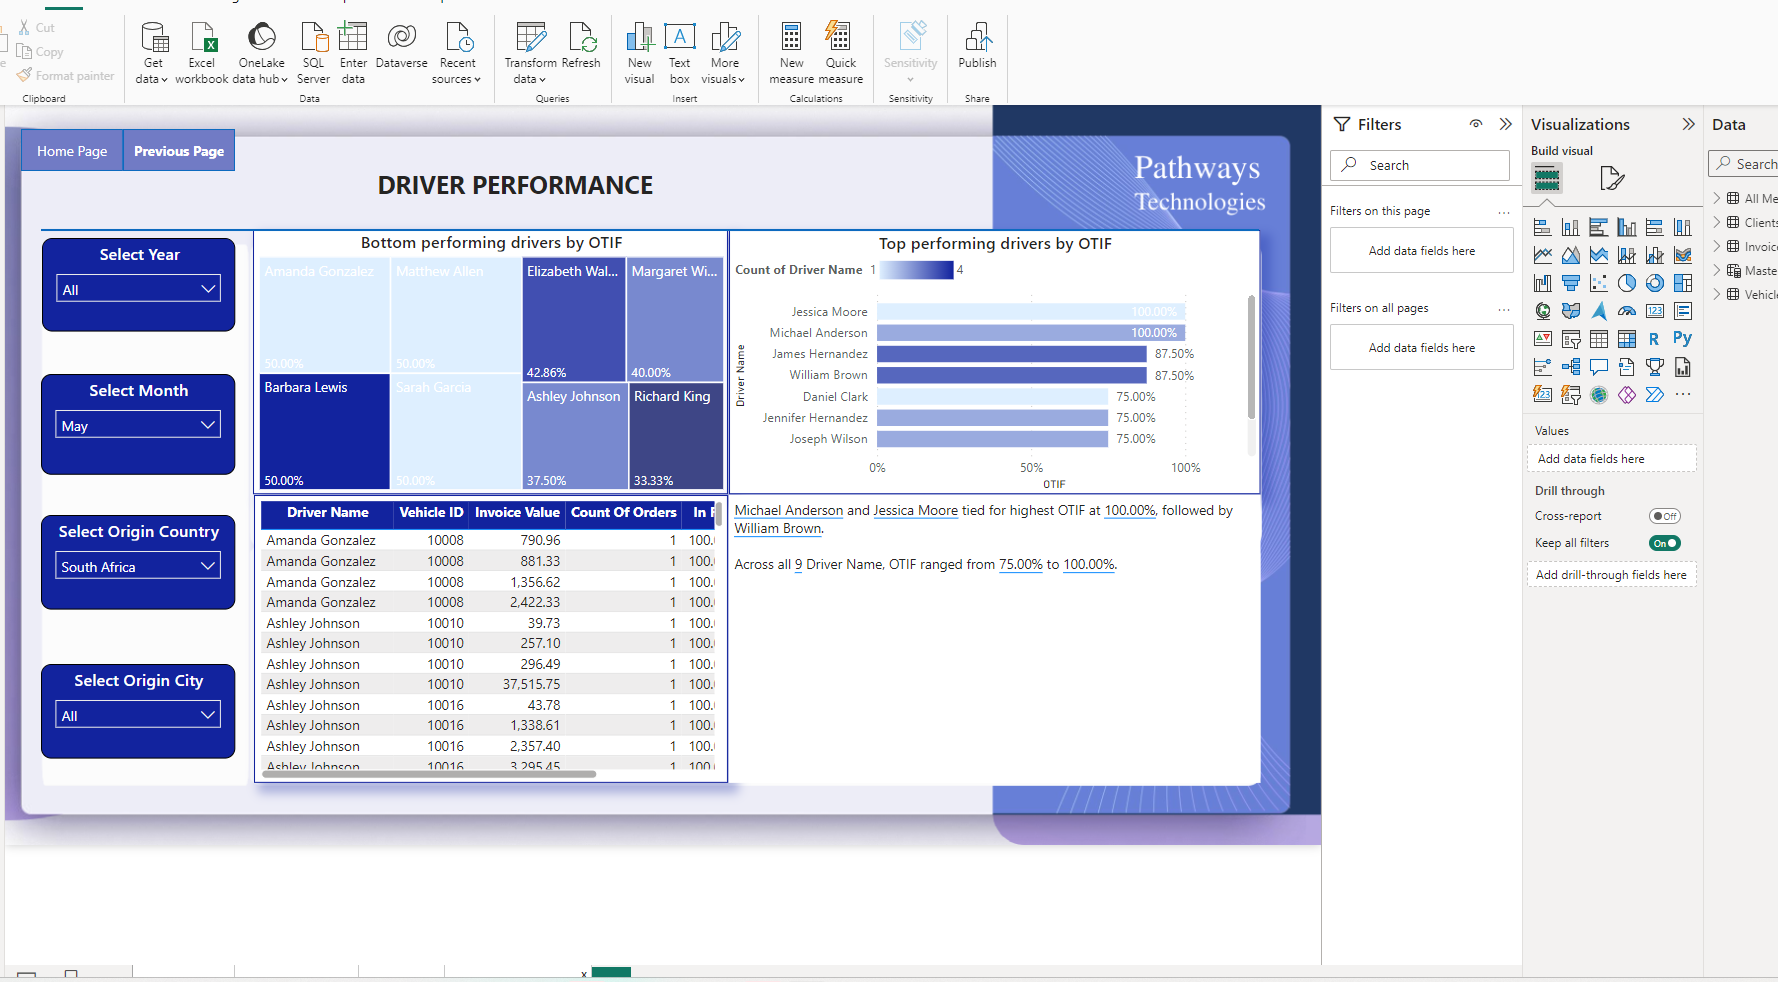 Cut
Copy
Format painter
Clipboard
Get data
Excel workbook
OneLake data hub
SQL Server
Enter data
Dataverse
Recent sources
Data
Transform data
Refresh
Queries
New visual
Text box
More visuals
Insert
New measure
Quick measure
Calculations
Sensitivity
Sensitivity
Publish
Share
Home Page
Previous Page
DRIVER PERFORMANCE
Pathways
Technologies
Select Year
All
Select Month
May
Select Origin Country
South Africa
Select Origin City
All
Bottom performing drivers by OTIF
Amanda Gonzalez
50.00%
Matthew Allen
50.00%
Elizabeth Wal...
42.86%
Margaret Wi...
40.00%
Barbara Lewis
50.00%
Sarah Garcia
50.00%
Ashley Johnson
37.50%
Richard King
33.33%
Top performing drivers by OTIF
Count of Driver Name 1 4
Driver Name
Jessica Moore 100.00%
Michael Anderson 100.00%
James Hernandez 87.50%
William Brown 87.50%
Daniel Clark 75.00%
Jennifer Hernandez 75.00%
Joseph Wilson 75.00%
0% 50% 100%
OTIF
Driver Name Vehicle ID Invoice Value Count Of Orders In
Amanda Gonzalez 10008 790.96 1 100.
Amanda Gonzalez 10008 881.33 1 100.
Amanda Gonzalez 10008 1,356.62 1 100.
Amanda Gonzalez 10008 2,422.33 1 100.
Ashley Johnson 10010 39.73 1 100.
Ashley Johnson 10010 257.10 1 100.
Ashley Johnson 10010 296.49 1 100.
Ashley Johnson 10010 37,515.75 1 100.
Ashley Johnson 10016 43.78 1 100.
Ashley Johnson 10016 1,338.61 1 100.
Ashley Johnson 10016 2,357.40 1 100.
Ashley Johnson 10016 3,295.45 1 100.
Michael Anderson and Jessica Moore tied for highest OTIF at 100.00%, followed by
William Brown.
Across all 9 Driver Name, OTIF ranged from 75.00% to 100.00%.
Filters
Search
Filters on this page
...
Add data fields here
Filters on all pages
...
Add data fields here
Visualizations
Build visual
123
R
Py
123
...
Values
Add data fields here
Drill through
Cross-report Off
Keep all filters On
Add drill-through fields here
Data
Search
All Me
Clients
Invoic
Maste
Vehicle
x